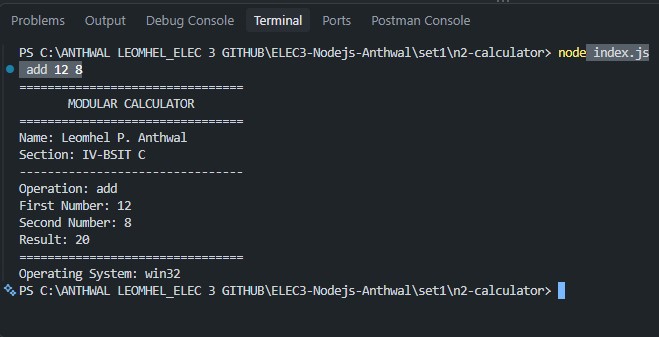 Problems Output Debug Console Terminal Ports Postman Console
PS C:\ANTHWAL LEOMHEL_ELEC 3 GITHUB\ELEC3-Nodejs-Anthwal\set1\n2-calculator> node index.js
add 12 8
================================
MODULAR CALCULATOR
================================
Name: Leomhel P. Anthwal
Section: IV-BSIT C
--------------------------------
Operation: add
First Number: 12
Second Number: 8
Result: 20
================================
Operating System: win32
PS C:\ANTHWAL LEOMHEL_ELEC 3 GITHUB\ELEC3-Nodejs-Anthwal\set1\n2-calculator>